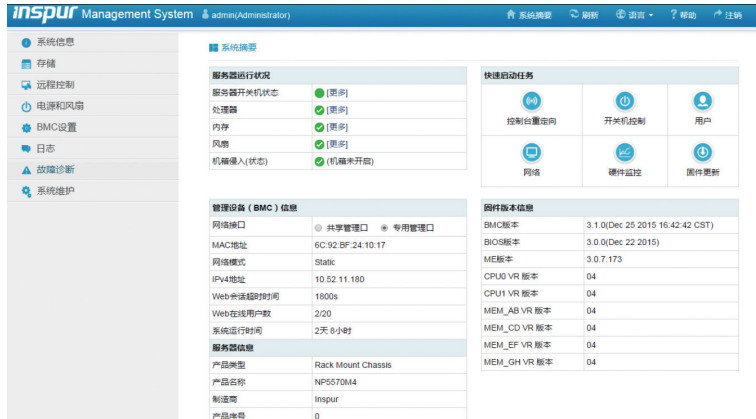 inspur Management System admin(Administrator) 系统摘要 刷新 语言 ? 帮助 注销
系统信息
存储
远程控制
电源和风扇
BMC设置
日志
故障诊断
系统维护
系统摘要
服务器运行状况
服务器开关机状态 [更多]
处理器 [更多]
内存 [更多]
风扇 [更多]
机箱侵入(状态) (机箱未开启)
快速启动任务
控制台重定向 开关机控制 用户
网络 硬件监控 固件更新
管理设备（BMC）信息
网络接口 共享管理口 专用管理口
MAC地址 6C:92:BF:24:10:17
网络模式 Static
IPv4地址 10.52.11.180
Web会话超时时间 1800s
Web在线用户数 2/20
系统运行时间 2天 8小时
服务器信息
产品类型 Rack Mount Chassis
产品名称 NP5570M4
制造商 Inspur
产品序号 0
固件版本信息
BMC版本 3.1.0(Dec 25 2015 16:42:42 CST)
BIOS版本 3.0.0(Dec 22 2015)
ME版本 3.0.7.173
CPU0 VR 版本 04
CPU1 VR 版本 04
MEM_AB VR 版本 04
MEM_CD VR 版本 04
MEM_EF VR 版本 04
MEM_GH VR 版本 04